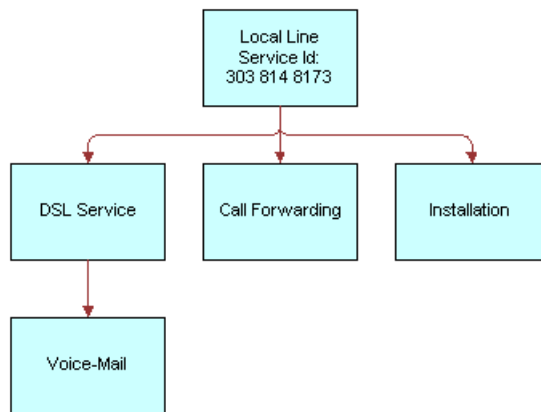 Local Line
Service Id:
303 814 8173
DSL Service
Call Forwarding
Installation
Voice-Mail